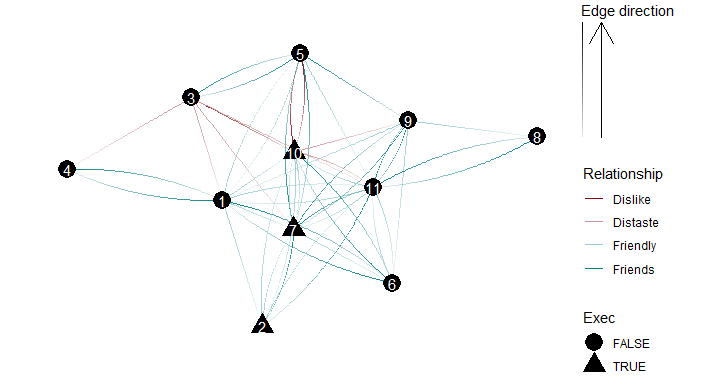 Edge direction
5
3
9
8
10
4
11
1
7
6
2
Relationship
Dislike
Distaste
Friendly
Friends
Exec
FALSE
TRUE